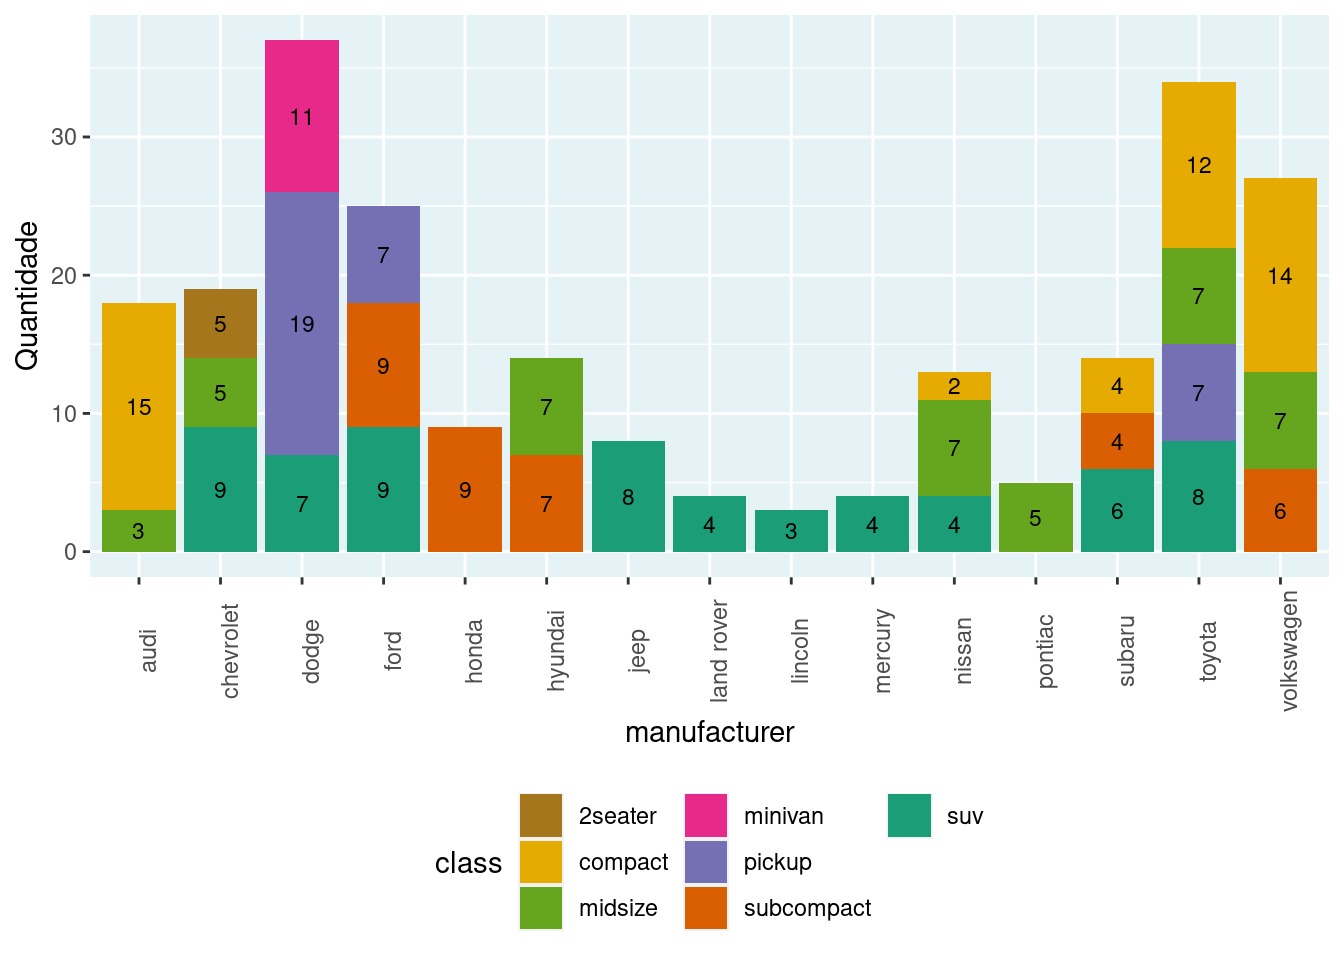 Quantidade
30
20
10
0
15
3
5
5
9
11
19
7
7
9
9
9
7
7
8
4
3
4
2
7
4
5
4
4
6
12
7
7
8
14
7
6
audi
chevrolet
dodge
ford
honda
hyundai
jeep
land rover
lincoln
mercury
nissan
pontiac
subaru
toyota
volkswagen
manufacturer
class
2seater
compact
midsize
minivan
pickup
subcompact
suv